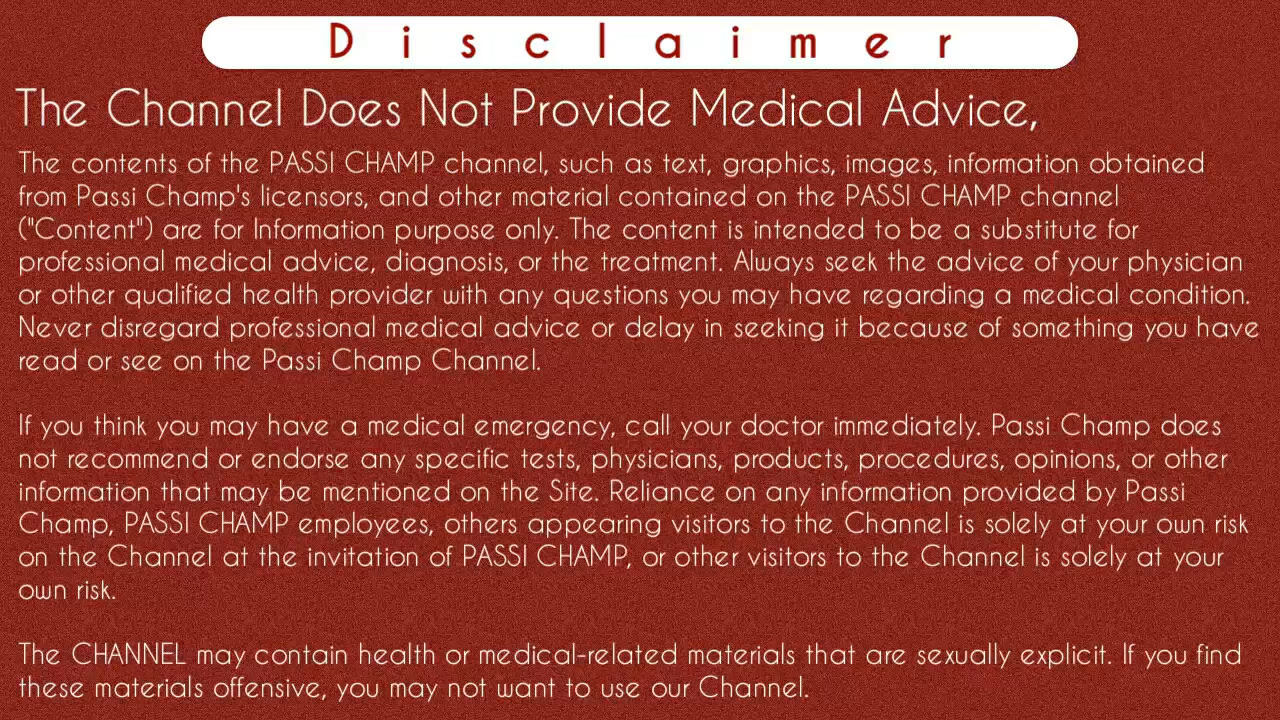 Disclaimer
The Channel Does Not Provide Medical Advice,
The contents of the PASSI CHAMP channel, such as text, graphics, images, information obtained
from Passi Champ's licensors, and other material contained on the PASSI CHAMP channel
("Content") are for Information purpose only. The content is intended to be a substitute for
professional medical advice, diagnosis, or the treatment. Always seek the advice of your physician
or other qualified health provider with any questions you may have regarding a medical condition.
Never disregard professional medical advice or delay in seeking it because of something you have
read or see on the Passi Champ Channel.
If you think you may have a medical emergency, call your doctor immediately. Passi Champ does
not recommend or endorse any specific tests, physicians, products, procedures, opinions, or other
information that may be mentioned on the Site. Reliance on any information provided by Passi
Champ, PASSI CHAMP employees, others appearing visitors to the Channel is solely at your own risk
on the Channel at the invitation of PASSI CHAMP, or other visitors to the Channel is solely at your
own risk.
The CHANNEL may contain health or medical-related materials that are sexually explicit. If you find
these materials offensive, you may not want to use our Channel.